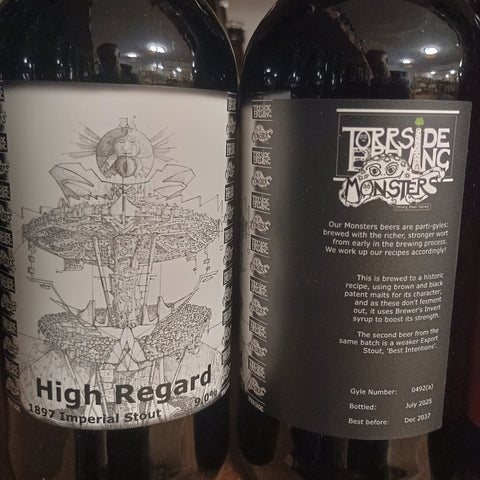 High Regard
1897 Imperial Stout
9.0%
TORRSIDE
BREWING
MONSTERS
Strong Beer Series
Our Monsters beers are parti-gyles:
brewed with the richer, stronger wort
from early in the brewing process.
We work up our recipes accordingly!
This is brewed to a historic
recipe, using brown and black
patent malts for its character;
and as these don't ferment
out, it uses Brewer's Invert
syrup to boost its strength.
The second beer from the
same batch is a weaker Export
Stout, 'Best Intentions'.
Gyle Number: 0492(a)
Bottled: July 2025
Best before: Dec 2037